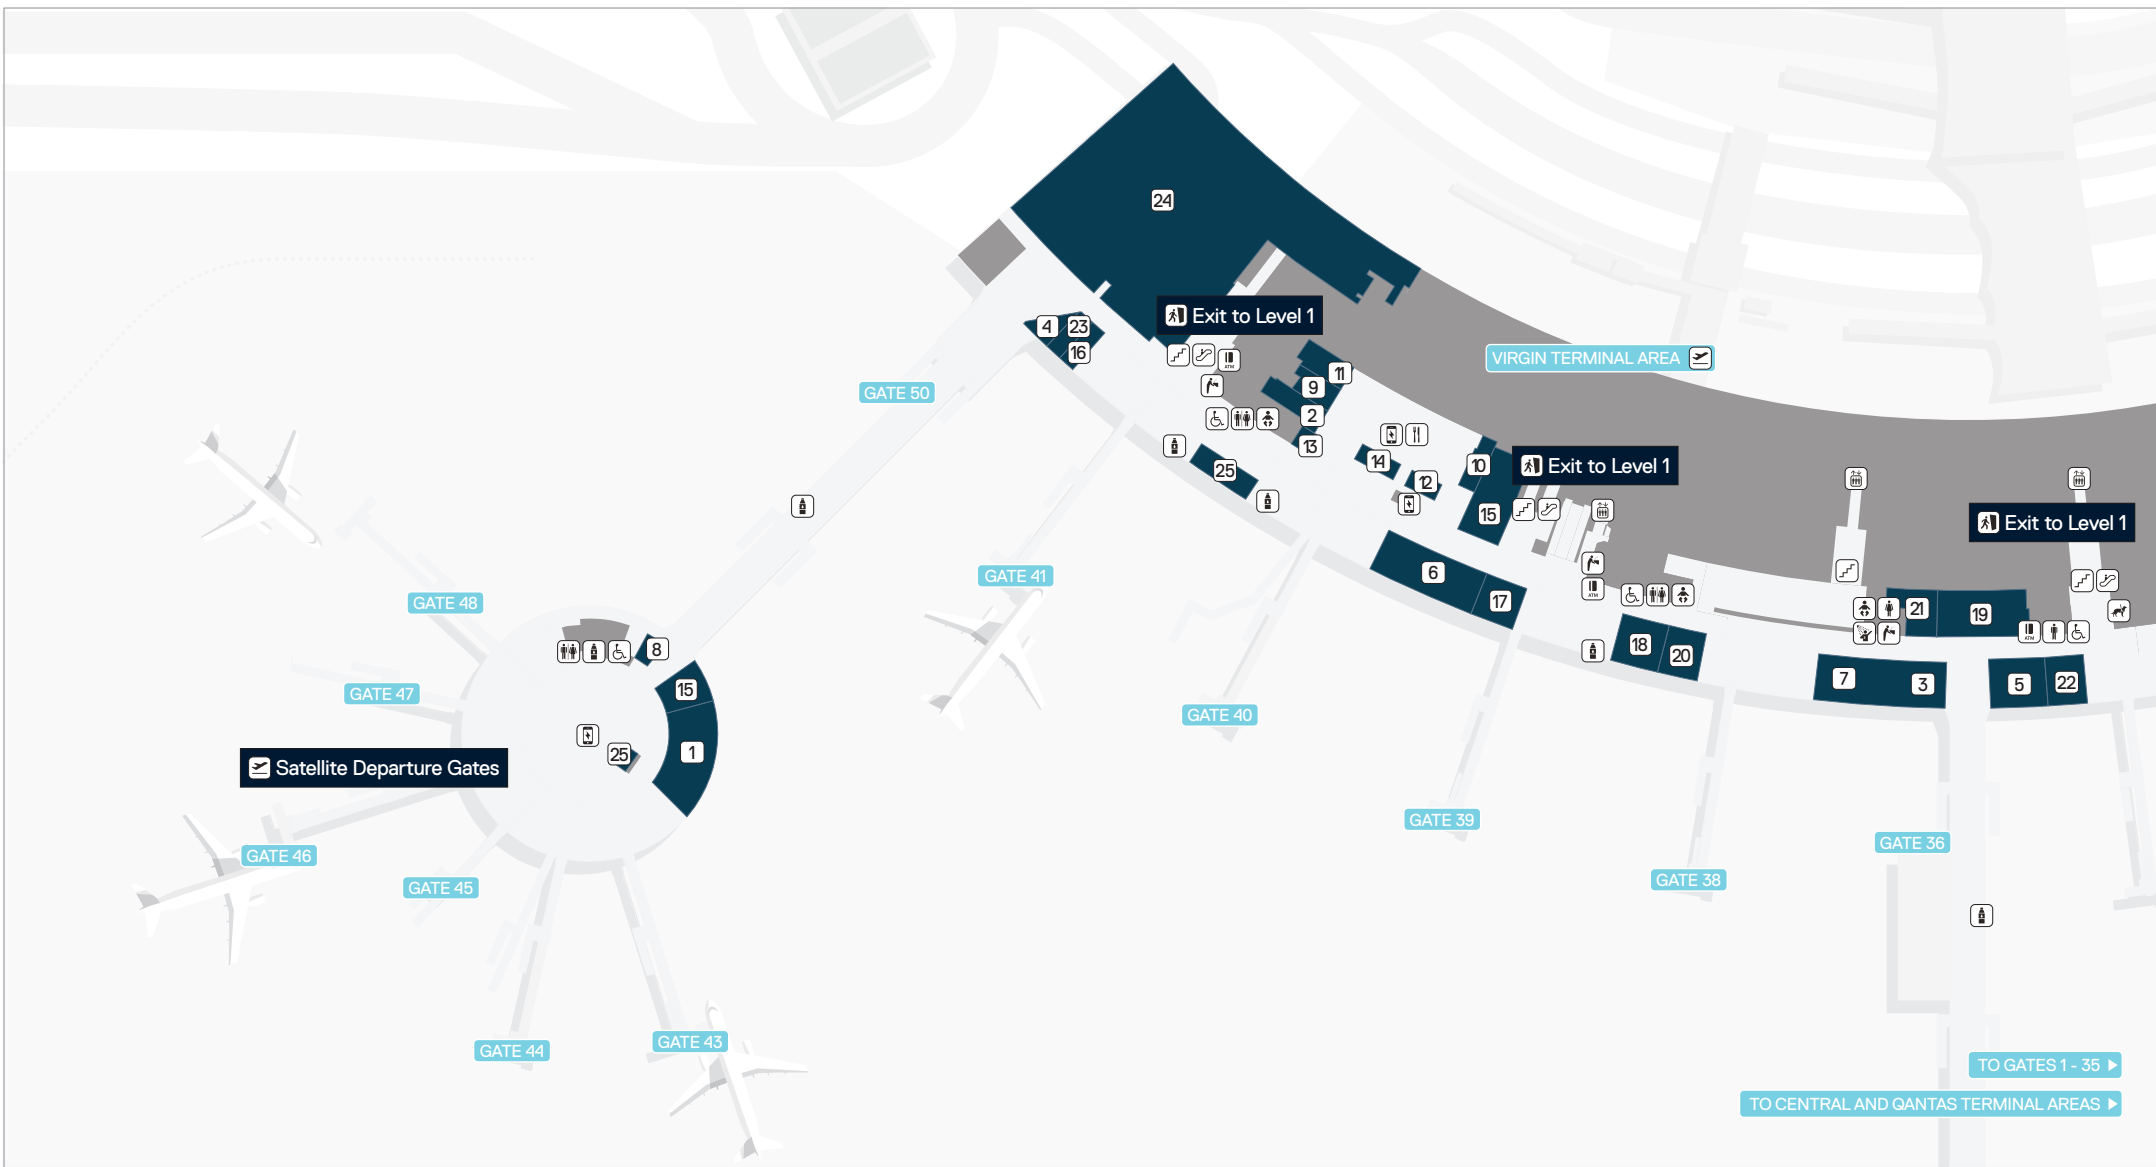 24
Exit to Level 1
4
23
16
ATM
GATE 50
11
9
2
13
VIRGIN TERMINAL AREA
25
14
12
10
15
Exit to Level 1
Exit to Level 1
6
17
ATM
GATE 41
GATE 48
18
20
21
19
ATM
7
3
5
22
8
15
1
25
GATE 47
Satellite Departure Gates
GATE 40
GATE 39
GATE 38
GATE 36
GATE 46
GATE 45
GATE 44
GATE 43
TO GATES 1 - 35
TO CENTRAL AND QANTAS TERMINAL AREAS